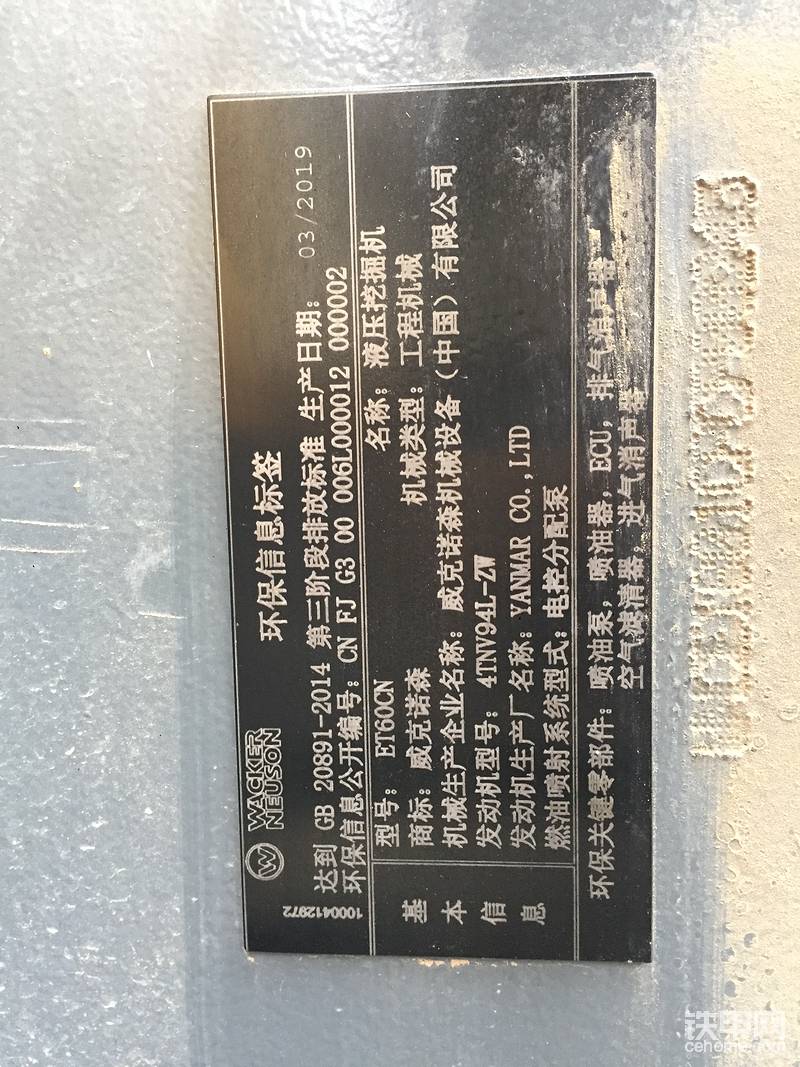 WACKER
NEUSON
环保信息标签
1000412972
达到 GB 20891-2014 第三阶段排放标准 生产日期: 03/2019
环保信息公开编号: CN FJ G3 00 006L000012 000002
基本信息
型号: ET60CN 名称: 液压挖掘机
商标: 威克诺森 机械类型: 工程机械
机械生产企业名称: 威克诺森机械设备(中国)有限公司
发动机型号: 4TNV94L-ZW
发动机生产厂名称: YANMAR CO.,LTD
燃油喷射系统型式: 电控分配泵
环保关键零部件: 喷油泵, 喷油器, ECU, 排气消声器
空气滤清器, 进气消声器
铁甲网
cehome.com